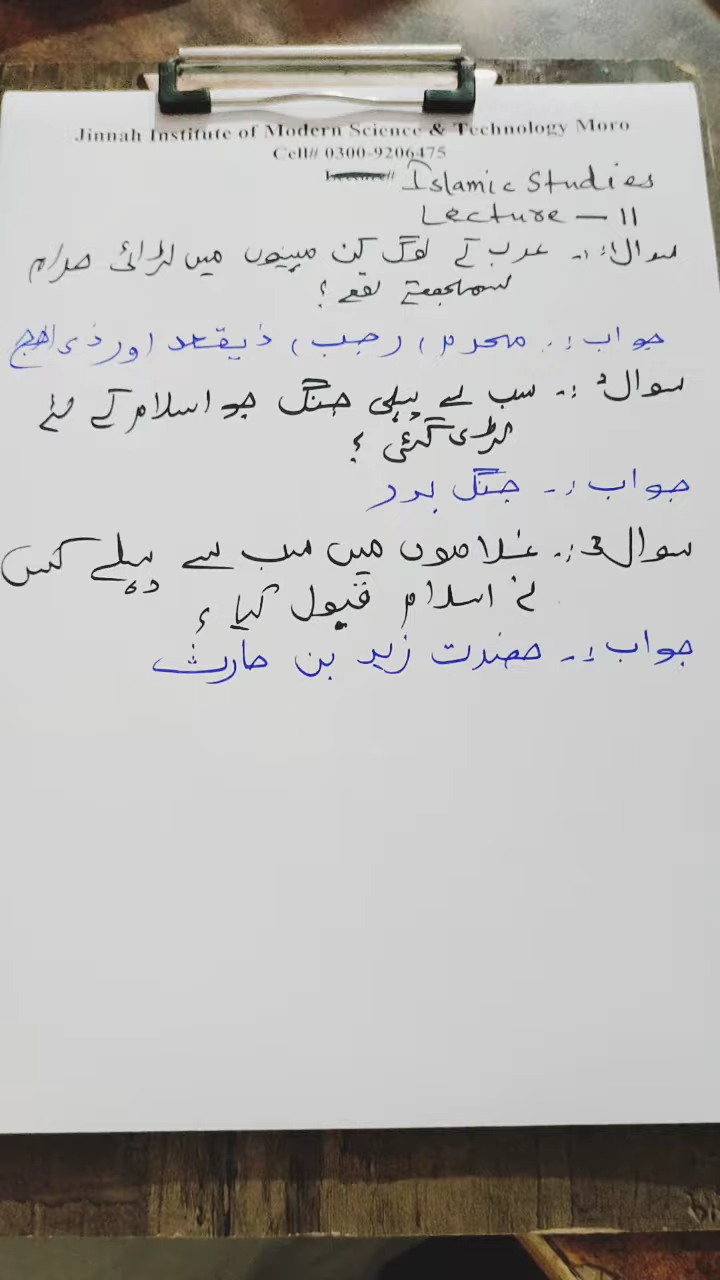 Jinnah Institute of Modern Science & Technology Moro
Cell# 0300-9206475
Islamic Studies
Lecture - 11
سوال1:۔ عرب کے لوگ کن مہینوں میں لڑائی حرام
سمجھتے تھے؟
جواب:۔ محرم، رجب، ذیقعد اور ذی الحج
سوال2:۔ سب سے پہلی جنگ جو اسلام کے لئے
لڑی گئی؟
جواب:۔ جنگ بدر
سوال3:۔ غلاموں میں سب سے پہلے کس
نے اسلام قبول کیا؟
جواب:۔ حضرت زید بن حارث